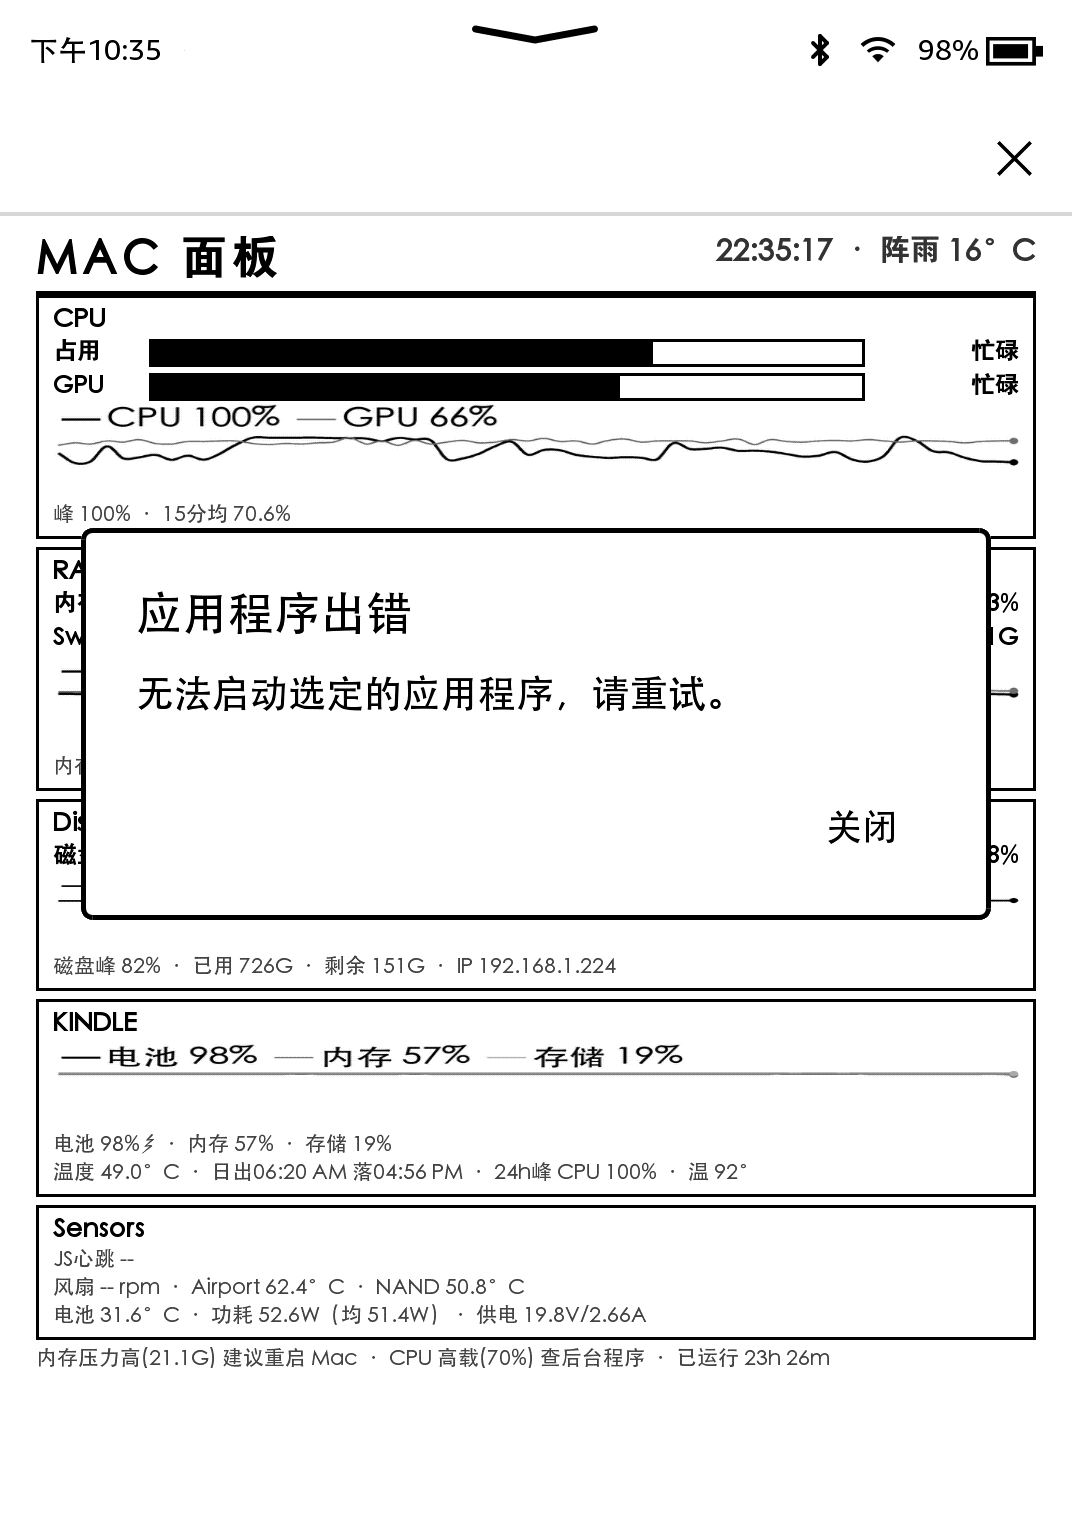 下午10:35
98%
MAC 面板
22:35:17 · 阵雨 16°C
CPU
占用 忙碌
GPU 忙碌
CPU 100% GPU 66%
峰 100% · 15分均 70.6%
应用程序出错
无法启动选定的应用程序，请重试。
关闭
磁盘峰 82% · 已用 726G · 剩余 151G · IP 192.168.1.224
KINDLE
电池 98% 内存 57% 存储 19%
电池 98%⚡ · 内存 57% · 存储 19%
温度 49.0°C · 日出06:20 AM 落04:56 PM · 24h峰 CPU 100% · 温 92°
Sensors
JS心跳 --
风扇 -- rpm · Airport 62.4°C · NAND 50.8°C
电池 31.6°C · 功耗 52.6W（均 51.4W） · 供电 19.8V/2.66A
内存压力高(21.1G) 建议重启 Mac · CPU 高载(70%) 查后台程序 · 已运行 23h 26m